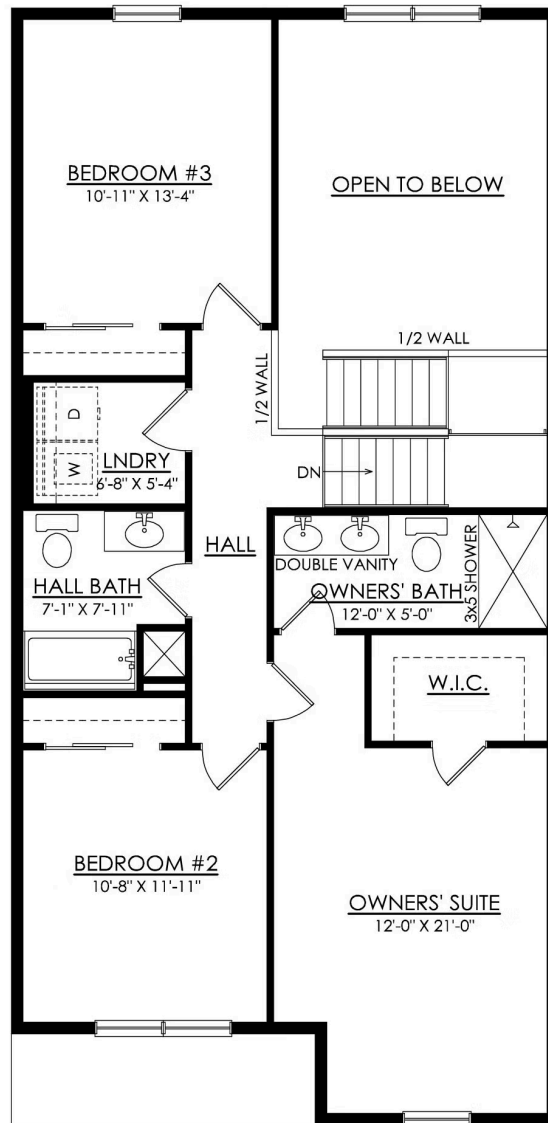 BEDROOM #3
10'-11" X 13'-4"
OPEN TO BELOW
1/2 WALL
1/2 WALL
D
W
LNDRY
6'-8" X 5'-4"
DN
HALL
HALL BATH
7'-1" X 7'-11"
DOUBLE VANITY
OWNERS' BATH
12'-0" X 5'-0"
3X5 SHOWER
W.I.C.
BEDROOM #2
10'-8" X 11'-11"
OWNERS' SUITE
12'-0" X 21'-0"